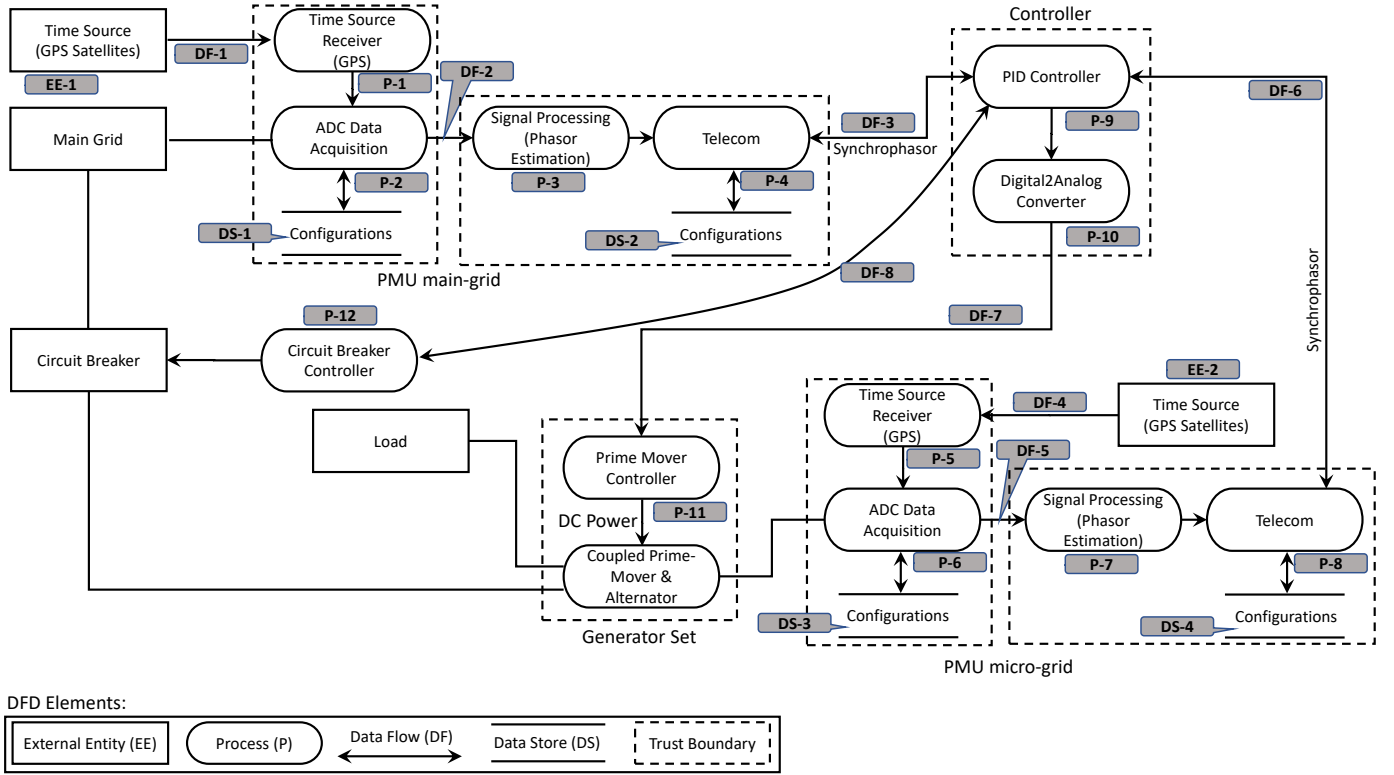 Time Source
(GPS Satellites)
EE-1
DF-1
Time Source
Receiver
(GPS)
P-1
DF-2
Main Grid
ADC Data
Acquisition
P-2
DS-1
Configurations
PMU main-grid
Signal Processing
(Phasor
Estimation)
P-3
Telecom
P-4
DS-2
Configurations
DF-3
Synchrophasor
Controller
PID Controller
P-9
Digital2Analog
Converter
P-10
DF-6
Synchrophasor
DF-8
DF-7
P-12
Circuit Breaker
Circuit Breaker
Controller
Load
Prime Mover
Controller
P-11
DC Power
Coupled Prime-
Mover &
Alternator
Generator Set
EE-2
Time Source
(GPS Satellites)
DF-4
Time Source
Receiver
(GPS)
P-5
DF-5
ADC Data
Acquisition
P-6
DS-3
Configurations
PMU micro-grid
Signal Processing
(Phasor
Estimation)
P-7
Telecom
P-8
DS-4
Configurations
DFD Elements:
External Entity (EE)
Process (P)
Data Flow (DF)
Data Store (DS)
Trust Boundary